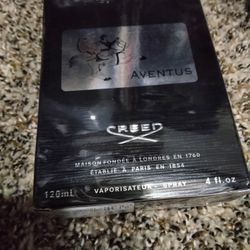 AVENTUS
CREED
MAISON FONDÉE À LONDRES EN 1760
ÉTABLIE À PARIS EN 1854
120mL VAPORISATEUR - SPRAY 4 fl.oz